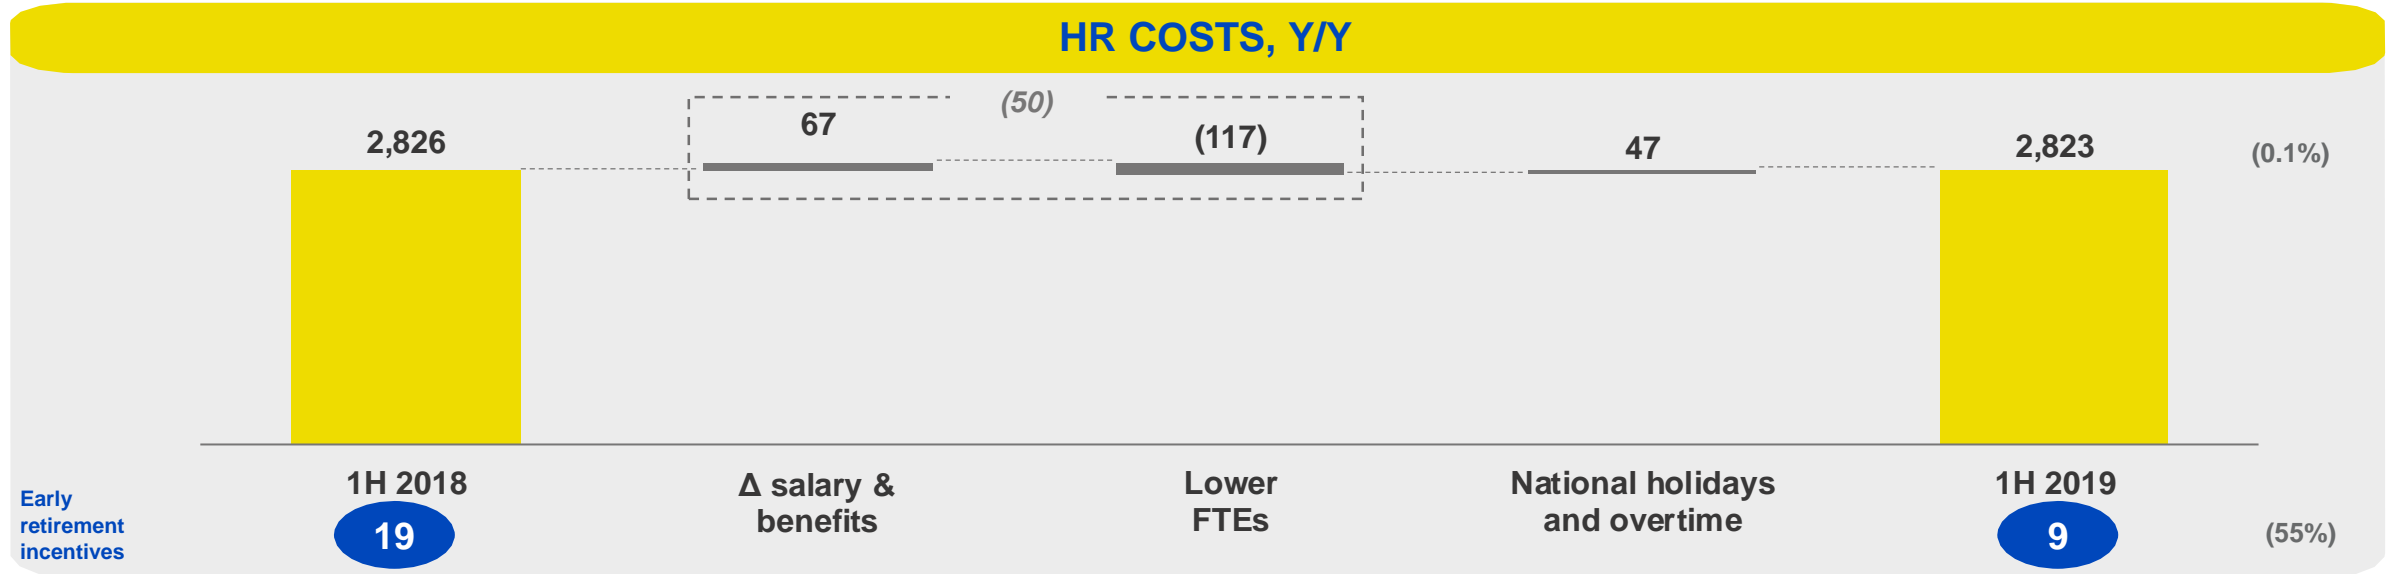 HR COSTS, Y/Y
(50)
2,826
67
(117)
47
2,823
(0.1%)
1H 2018
Δ salary &
benefits
Lower
FTEs
National holidays
and overtime
1H 2019
Early
retirement
incentives
19
9
(55%)